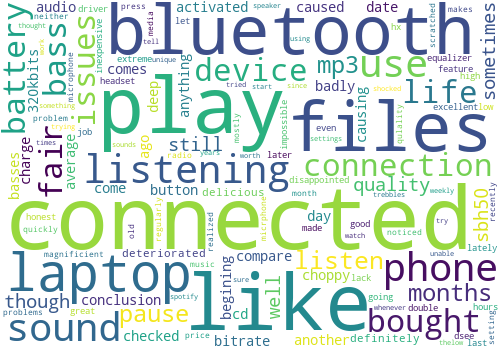 bluetooth
play
files
connected
like
laptop
phone
sound
bought
listening
connection
device
use
mp3
bass
battery
issues
fair
life
quality
listen
months
pause
well
though
conclusion
checked
bitrate
another
definitely
compare
choppy
begining
cd
day
sbh50
sometimes
activated
caused
date
audio
320kbits
comes
deep
anything
badly
causing
still
ago
basses
charge
average
come
button
delicious
deteriorated
magnificient
job
neither
thought
driver
press
media
let
extreme
unique
inexpensive
microphone
headset
problem
trying
something
times
honest
quickly
problems
great
old
regularly
radio
years
realized
music
spotify
price
sure
lack
month
disappointed
impossible
worth
later
mostly
sounds
tried
start
since
even
settings
made
good
watch
noticed
trebbles
weekly
try
recently
lately
unable
whenever
double
going
hours
dsee
last
setting
low
high
excellent
feature
equalizer
makes
speaker
tell
using
hx
scratched